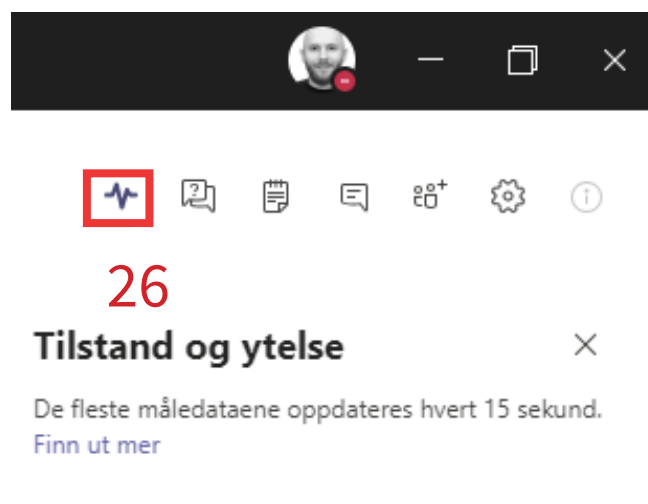 26
Tilstand og ytelse
De fleste måledataene oppdateres hvert 15 sekund.
Finn ut mer